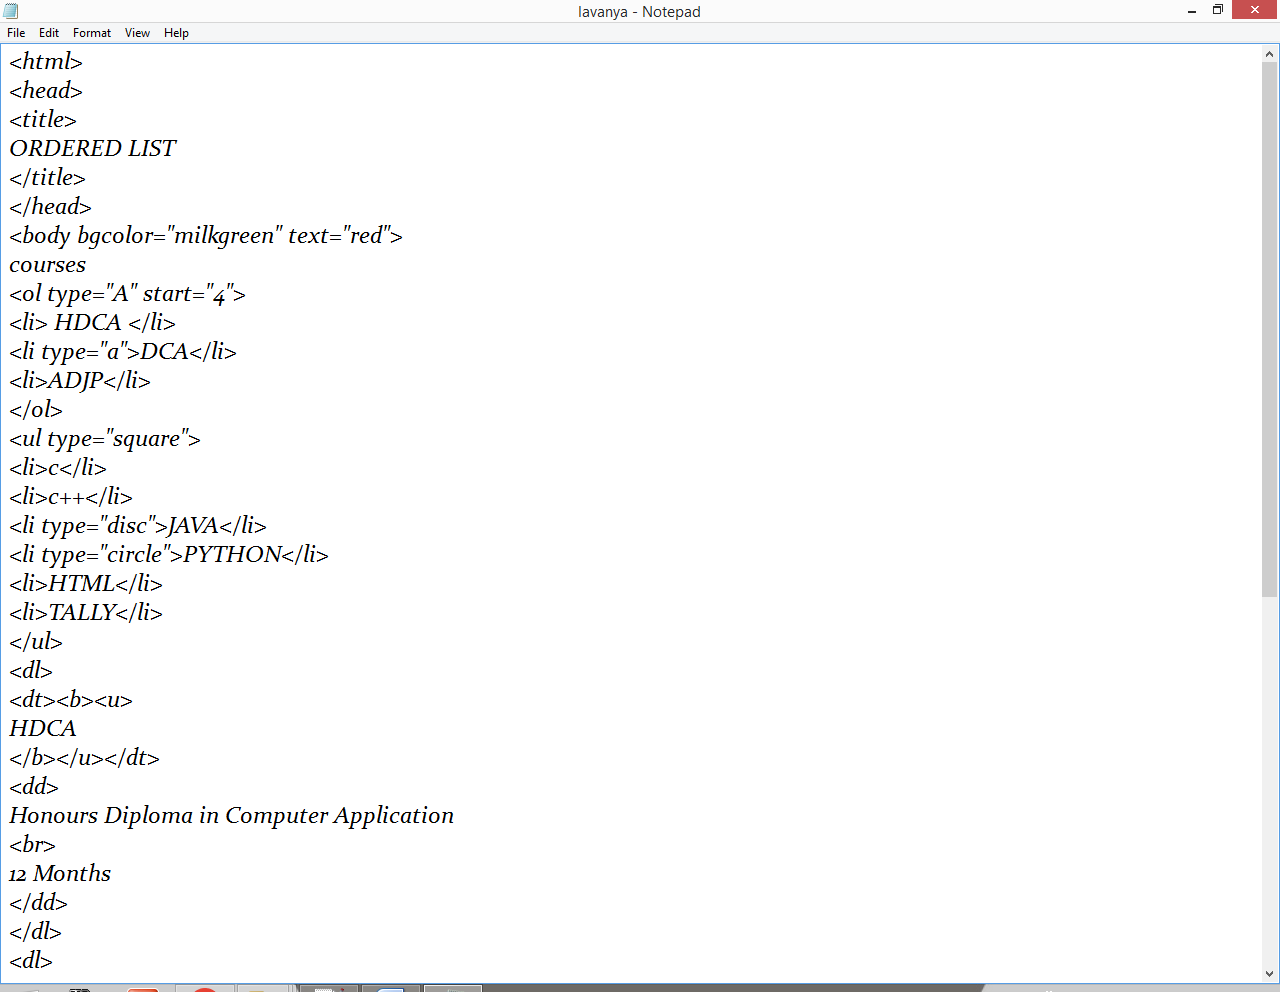 lavanya - Notepad
File Edit Format View Help
<html>
<head>
<title>
ORDERED LIST
</title>
</head>
<body bgcolor="milkgreen" text="red">
courses
<ol type="A" start="4">
<li> HDCA </li>
<li type="a">DCA</li>
<li>ADJP</li>
</ol>
<ul type="square">
<li>c</li>
<li>c++</li>
<li type="disc">JAVA</li>
<li type="circle">PYTHON</li>
<li>HTML</li>
<li>TALLY</li>
</ul>
<dl>
<dt><b><u>
HDCA
</b></u></dt>
<dd>
Honours Diploma in Computer Application
<br>
12 Months
</dd>
</dl>
<dl>